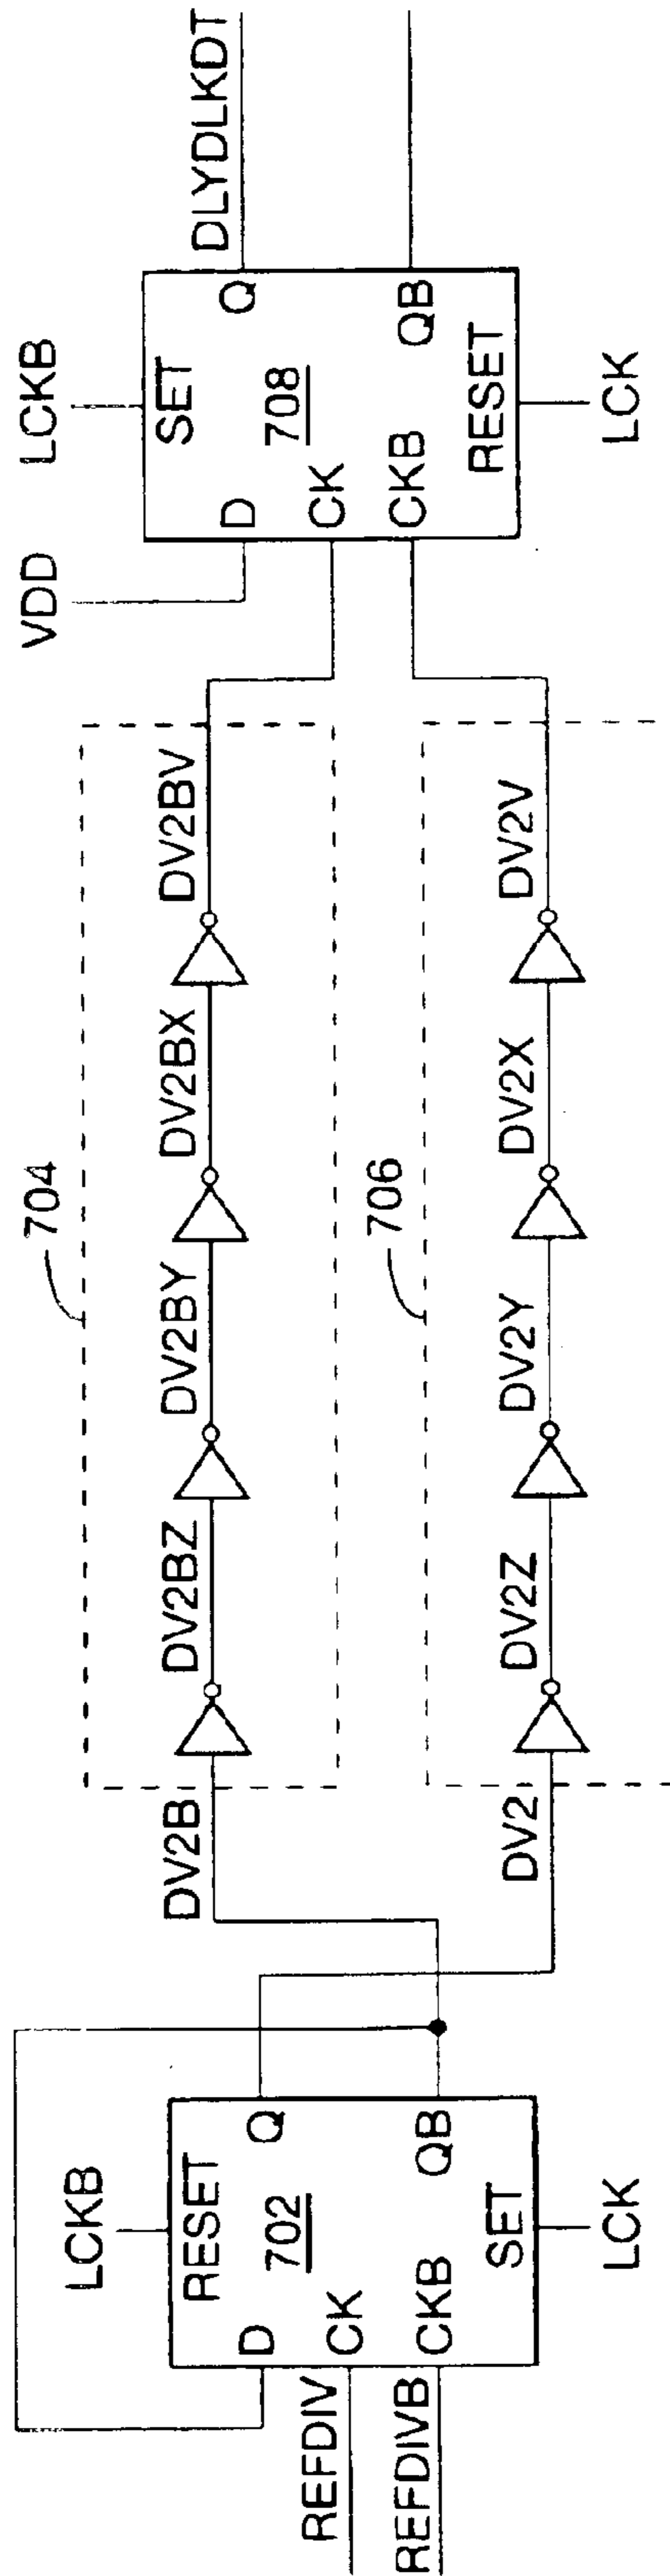 LCKB
RESET
D
Q
702
REFDIV
CK
REFDIVB
CKB
QB
SET
LCK
DV2B
DV2BZ
DV2BY
DV2BX
DV2BV
704
DV2
DV2Z
DV2Y
DV2X
DV2V
706
VDD
LCKB
SET
D
Q
DLYDLKDT
708
CK
CKB
QB
RESET
LCK